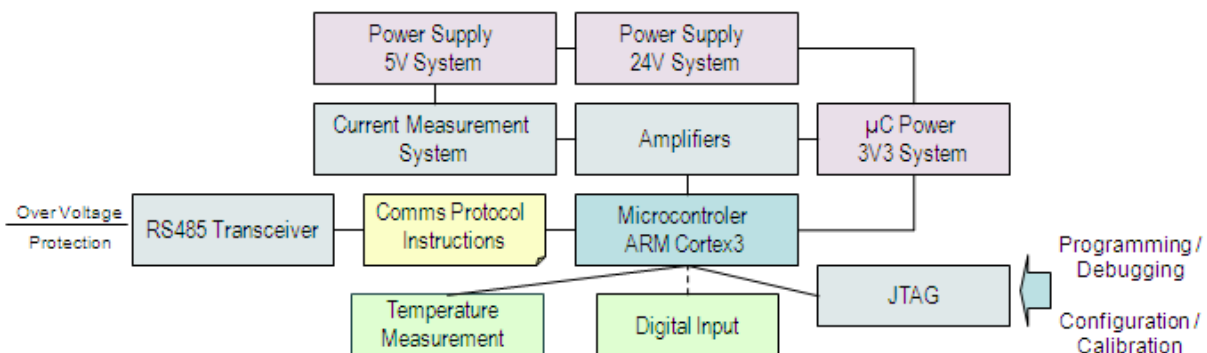 Power Supply
5V System
Power Supply
24V System
Current Measurement
System
Amplifiers
µC Power
3V3 System
Over Voltage
Protection
RS485 Transceiver
Comms Protocol
Instructions
Microcontroler
ARM Cortex3
Programming /
Debugging
JTAG
Temperature
Measurement
Digital Input
Configuration /
Calibration